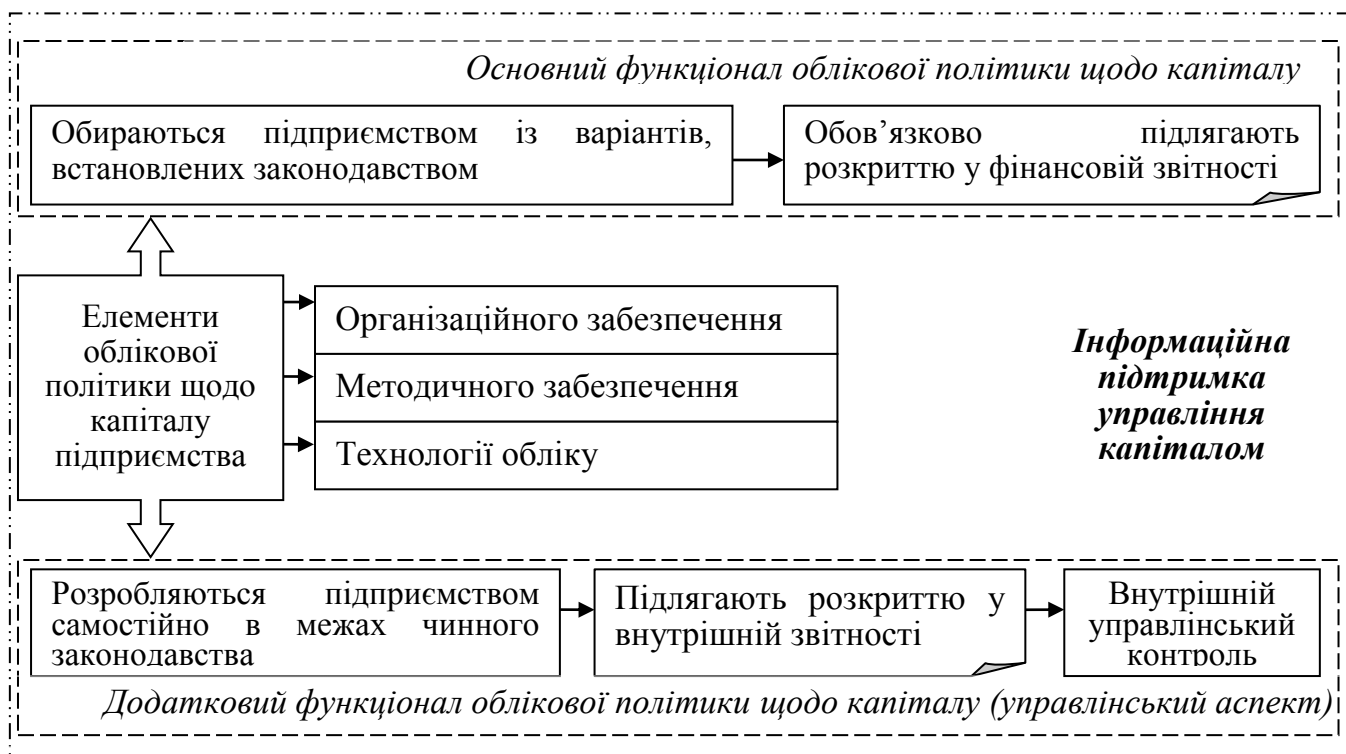 Основний функціонал облікової політики щодо капіталу
Обираються підприємством із варіантів,
встановлених законодавством
Обов’язково підлягають
розкриттю у фінансовій звітності
Елементи
облікової
політики щодо
капіталу
підприємства
Організаційного забезпечення
Методичного забезпечення
Технології обліку
Інформаційна
підтримка
управління
капіталом
Розробляються підприємством
самостійно в межах чинного
законодавства
Підлягають розкриттю у
внутрішній звітності
Внутрішній
управлінський
контроль
Додатковий функціонал облікової політики щодо капіталу (управлінський аспект)